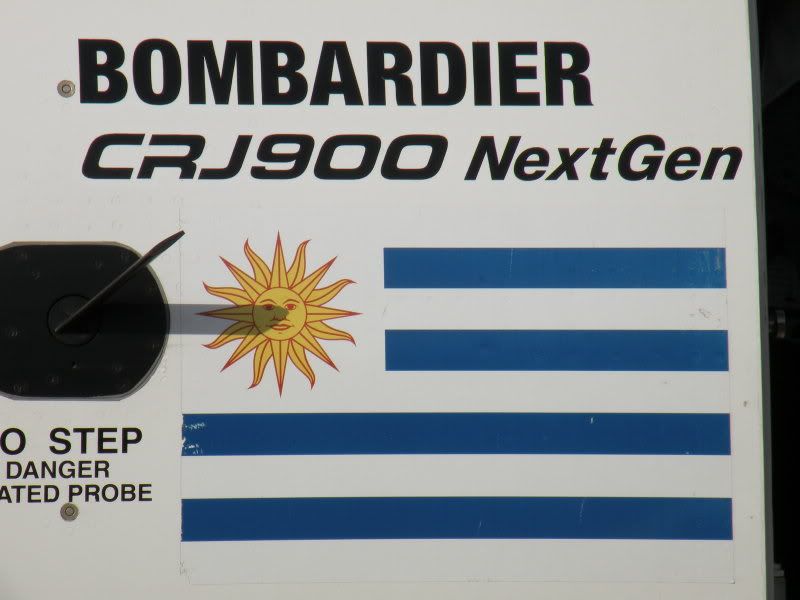 BOMBARDIER
CRJ900 NextGen
O STEP
DANGER
ATED PROBE